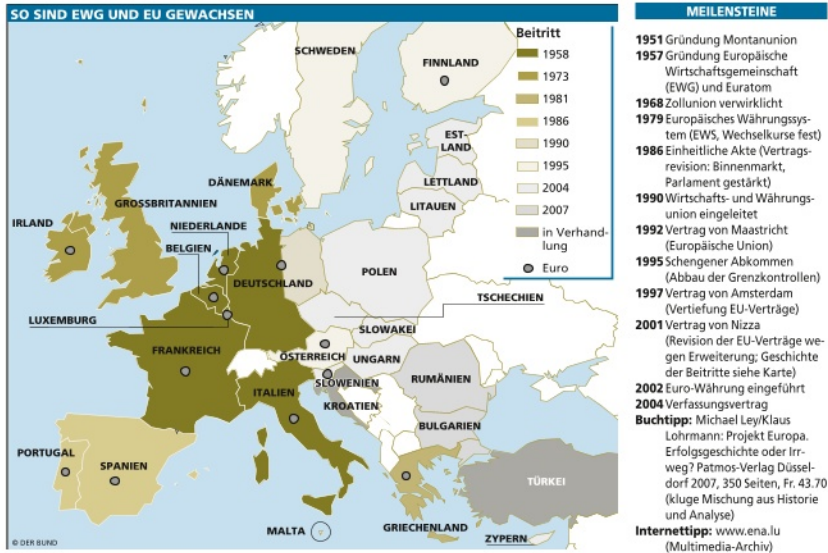 SO SIND EWG UND EU GEWACHSEN
Beitritt
1958
1973
1981
1986
1990
1995
2004
2007
in Verhand-
lung
Euro
SCHWEDEN
FINNLAND
EST-
LAND
LETTLAND
LITAUEN
DÄNEMARK
GROSSBRITANNIEN
IRLAND
NIEDERLANDE
BELGIEN
DEUTSCHLAND
POLEN
TSCHECHIEN
LUXEMBURG
SLOWAKEI
FRANKREICH
ÖSTERREICH
UNGARN
SLOWENIEN
RUMÄNIEN
ITALIEN
KROATIEN
BULGARIEN
PORTUGAL
SPANIEN
TÜRKEI
GRIECHENLAND
MALTA
ZYPERN
© DER BUND
MEILENSTEINE
1951 Gründung Montanunion
1957 Gründung Europäische
Wirtschaftsgemeinschaft
(EWG) und Euratom
1968 Zollunion verwirklicht
1979 Europäisches Währungssys-
tem (EWS, Wechselkurse fest)
1986 Einheitliche Akte (Vertrags-
revision: Binnenmarkt,
Parlament gestärkt)
1990 Wirtschafts- und Währungs-
union eingeleitet
1992 Vertrag von Maastricht
(Europäische Union)
1995 Schengener Abkommen
(Abbau der Grenzkontrollen)
1997 Vertrag von Amsterdam
(Vertiefung EU-Verträge)
2001 Vertrag von Nizza
(Revision der EU-Verträge we-
gen Erweiterung; Geschichte
der Beitritte siehe Karte)
2002 Euro-Währung eingeführt
2004 Verfassungsvertrag
Buchtipp: Michael Ley/Klaus
Lohrmann: Projekt Europa.
Erfolgsgeschichte oder Irr-
weg? Patmos-Verlag Düssel-
dorf 2007, 350 Seiten, Fr. 43.70
(kluge Mischung aus Historie
und Analyse)
Internettipp: www.ena.lu
(Multimedia-Archiv)